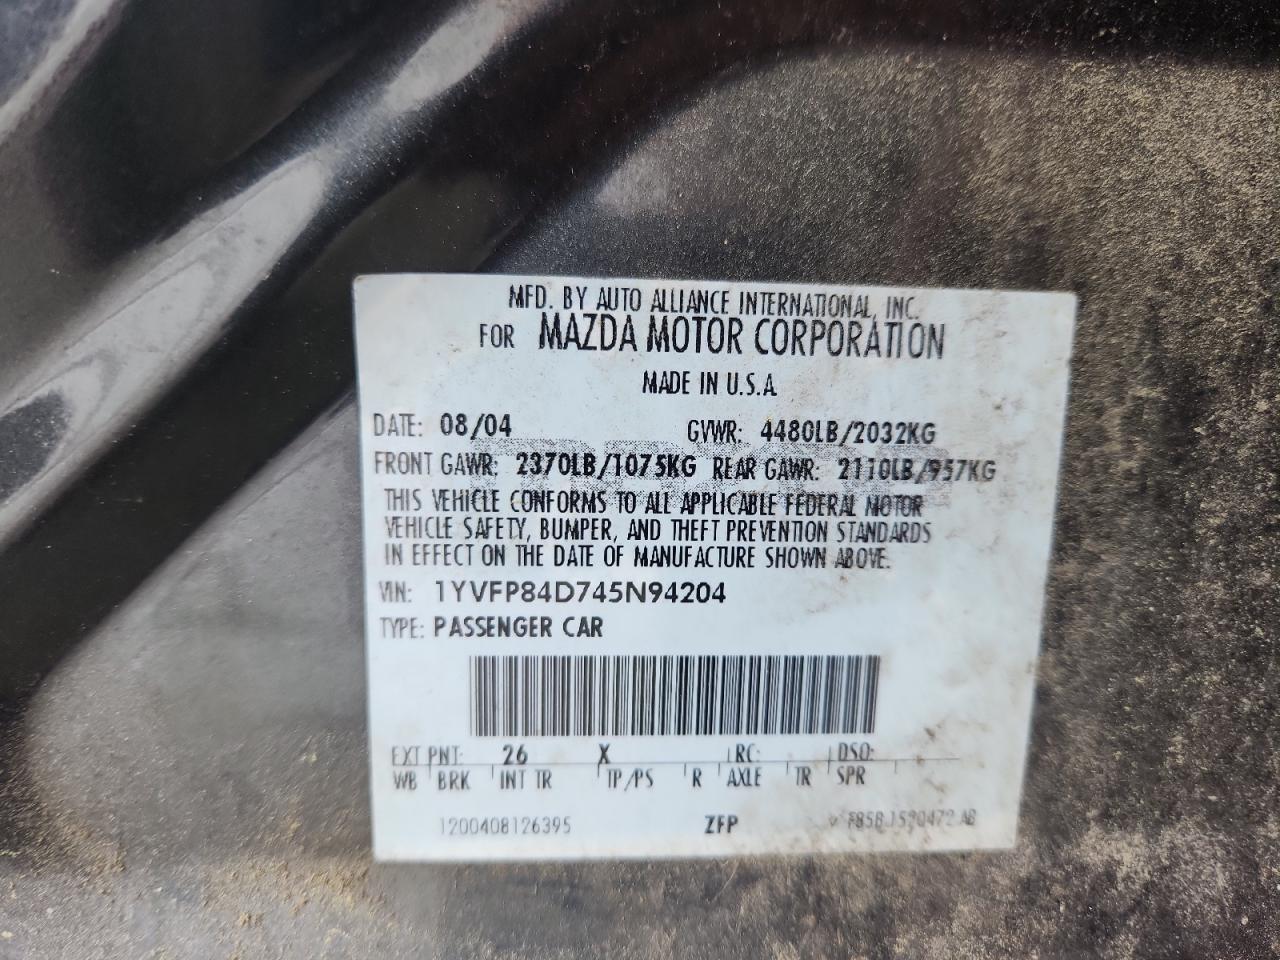 MFD. BY AUTO ALLIANCE INTERNATIONAL, INC.
FOR MAZDA MOTOR CORPORATION
MADE IN U.S.A.
DATE: 08/04 GVWR: 4480LB/2032KG
FRONT GAWR: 2370LB/1075KG REAR GAWR: 2110LB/957KG
THIS VEHICLE CONFORMS TO ALL APPLICABLE FEDERAL MOTOR
VEHICLE SAFETY, BUMPER, AND THEFT PREVENTION STANDARDS
IN EFFECT ON THE DATE OF MANUFACTURE SHOWN ABOVE.
VIN: 1YVFP84D745N94204
TYPE: PASSENGER CAR
EXT PNT: 26 X RC: DSO:
WB BRK INT TR TP/PS R AXLE TR SPR
1200408126395 ZFP